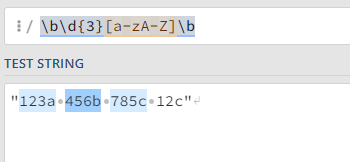 / \b\d{3}[a-zA-Z]\b
TEST STRING
"123a·456b·785c·12c"↵